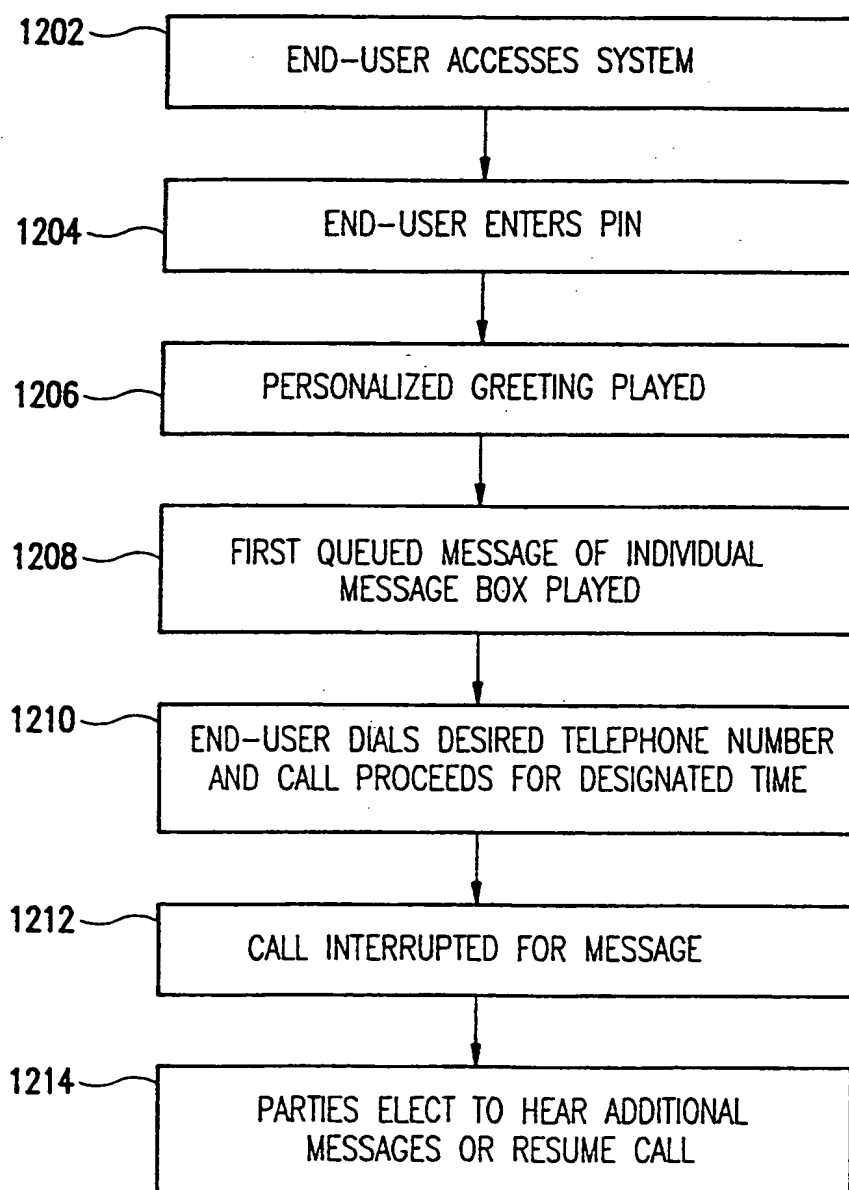 1202
END-USER ACCESSES SYSTEM
1204
END-USER ENTERS PIN
1206
PERSONALIZED GREETING PLAYED
1208
FIRST QUEUED MESSAGE OF INDIVIDUAL
MESSAGE BOX PLAYED
1210
END-USER DIALS DESIRED TELEPHONE NUMBER
AND CALL PROCEEDS FOR DESIGNATED TIME
1212
CALL INTERRUPTED FOR MESSAGE
1214
PARTIES ELECT TO HEAR ADDITIONAL
MESSAGES OR RESUME CALL